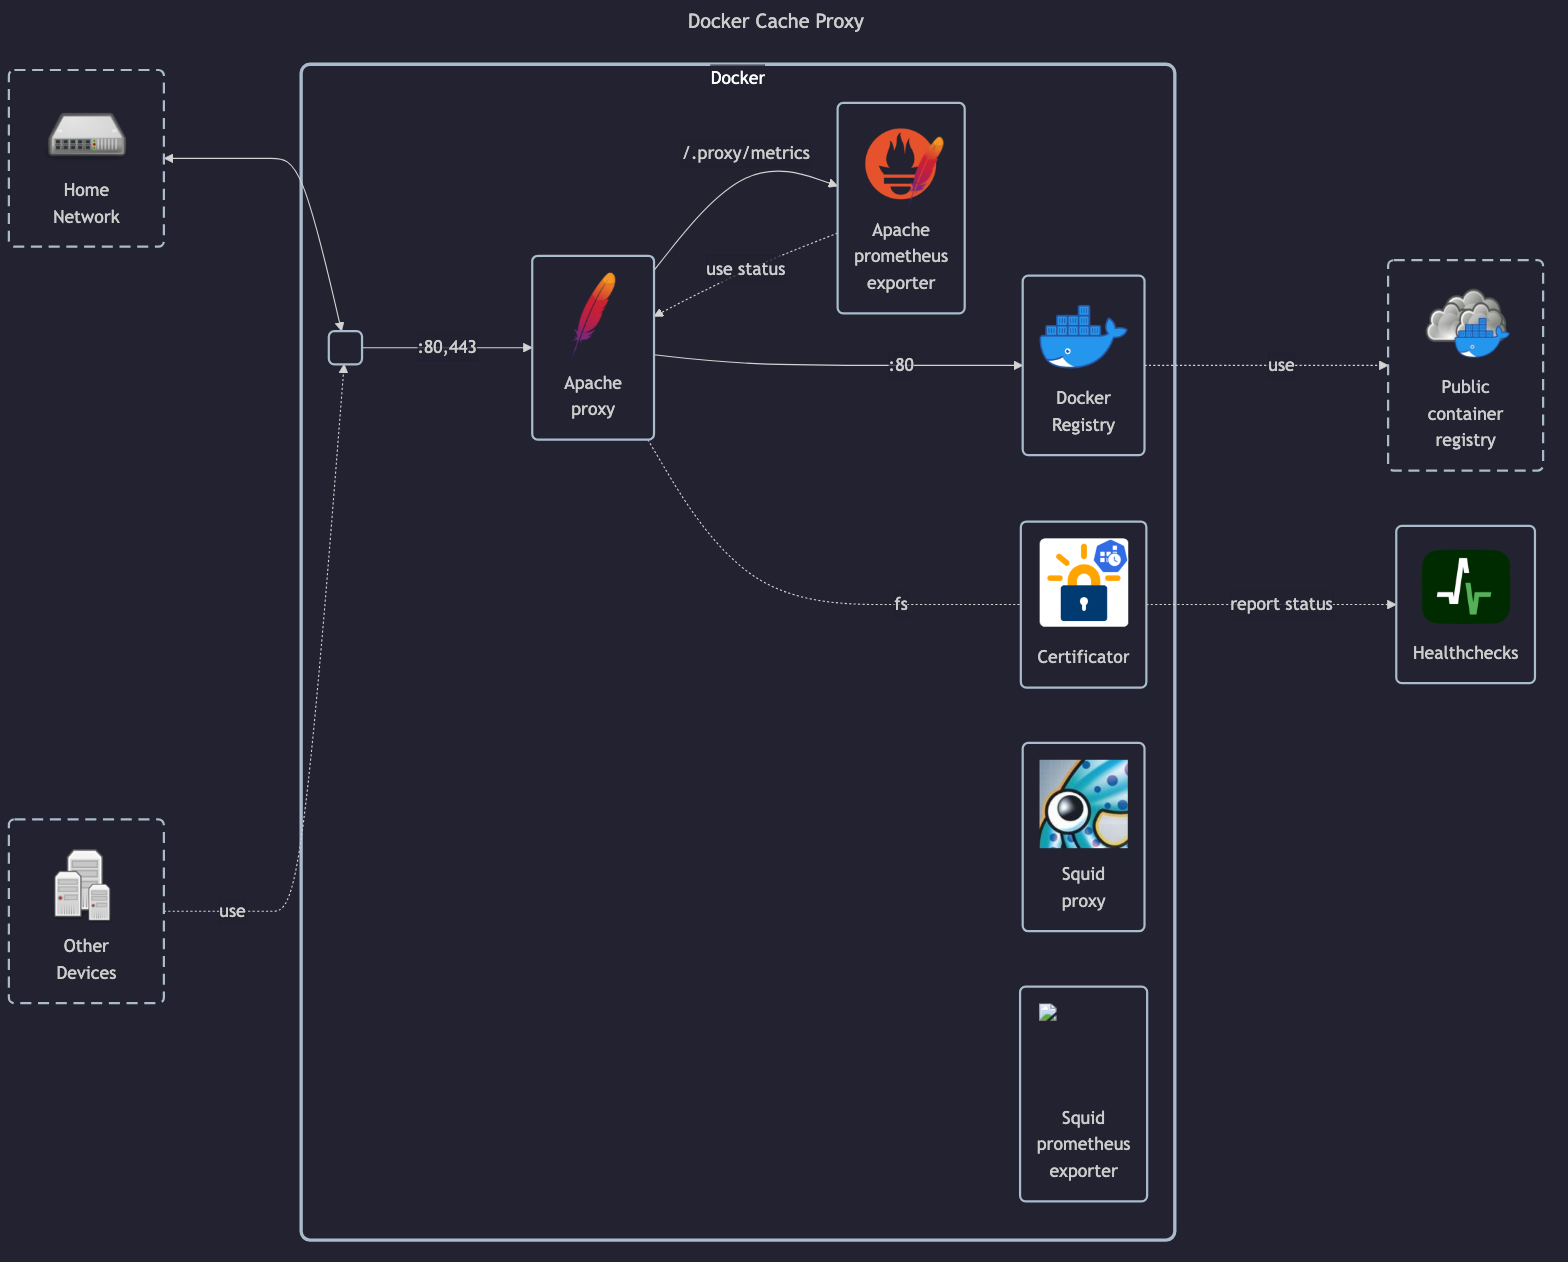 Docker Cache Proxy
Docker
Home
Network
/.proxy/metrics
Apache
prometheus
exporter
use status
:80,443
Apache
proxy
:80
Docker
Registry
use
Public
container
registry
fs
Certificator
report status
Healthchecks
Squid
proxy
use
Other
Devices
Squid
prometheus
exporter